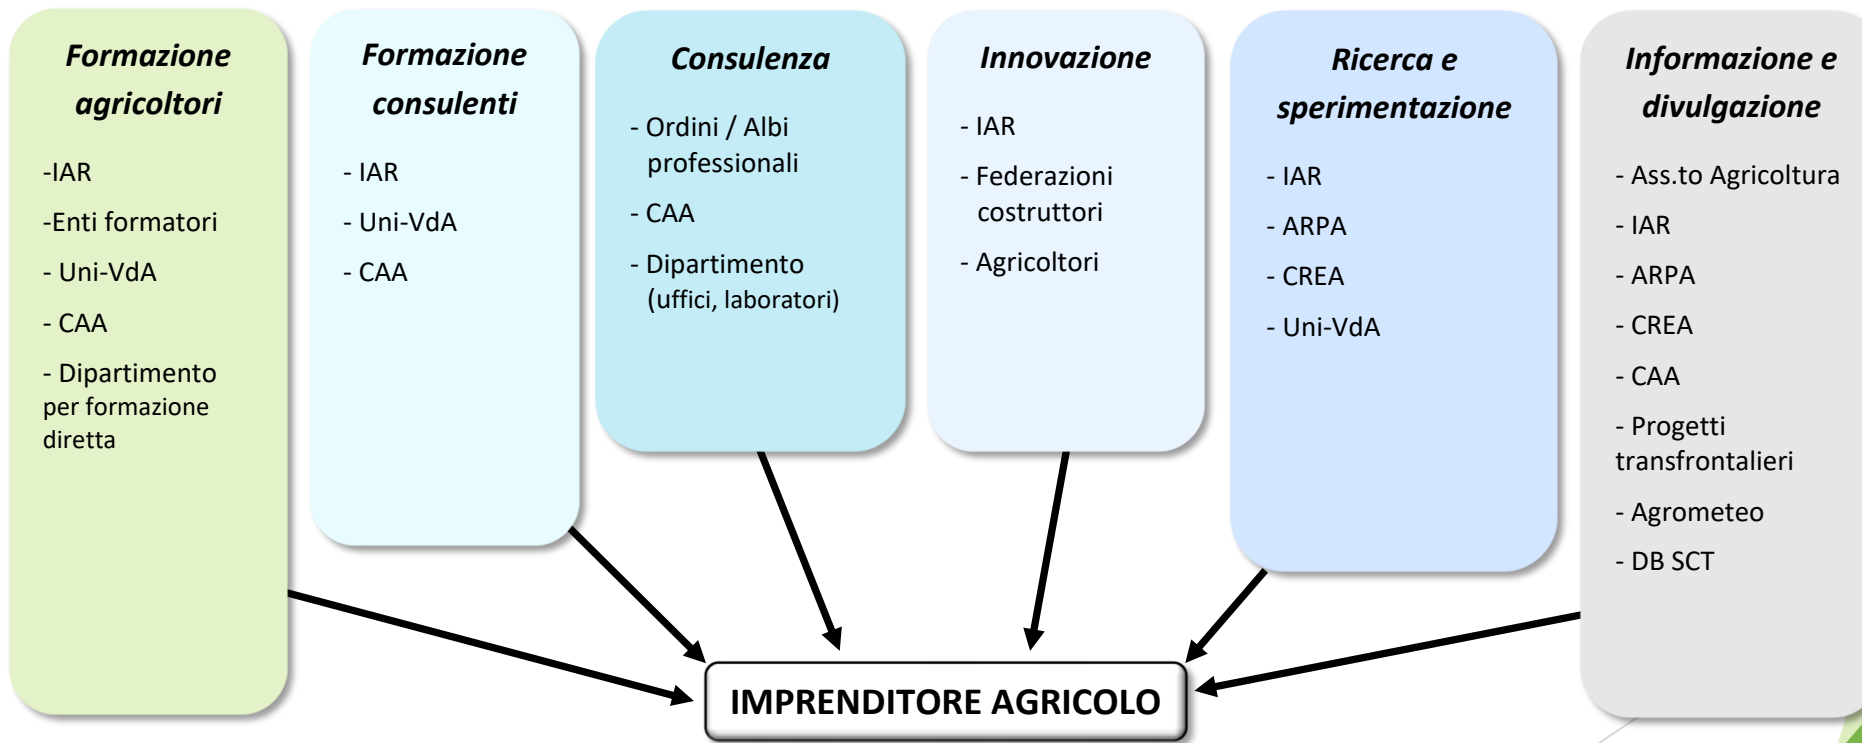 Formazione
agricoltori
-IAR
-Enti formatori
- Uni-VdA
- CAA
- Dipartimento
per formazione
diretta
Formazione
consulenti
- IAR
- Uni-VdA
- CAA
Consulenza
- Ordini / Albi
professionali
- CAA
- Dipartimento
(uffici, laboratori)
Innovazione
- IAR
- Federazioni
costruttori
- Agricoltori
Ricerca e
sperimentazione
- IAR
- ARPA
- CREA
- Uni-VdA
Informazione e
divulgazione
- Ass.to Agricoltura
- IAR
- ARPA
- CREA
- CAA
- Progetti
transfrontalieri
- Agrometeo
- DB SCT
IMPRENDITORE AGRICOLO